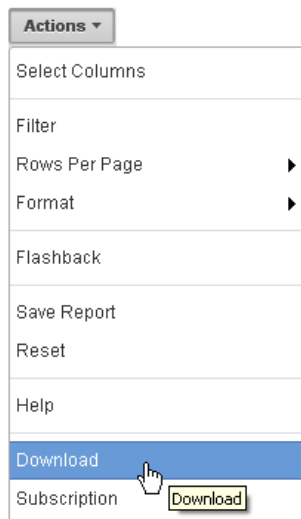 Actions
Select Columns
Filter
Rows Per Page
Format
Flashback
Save Report
Reset
Help
Download
Subscription
Download